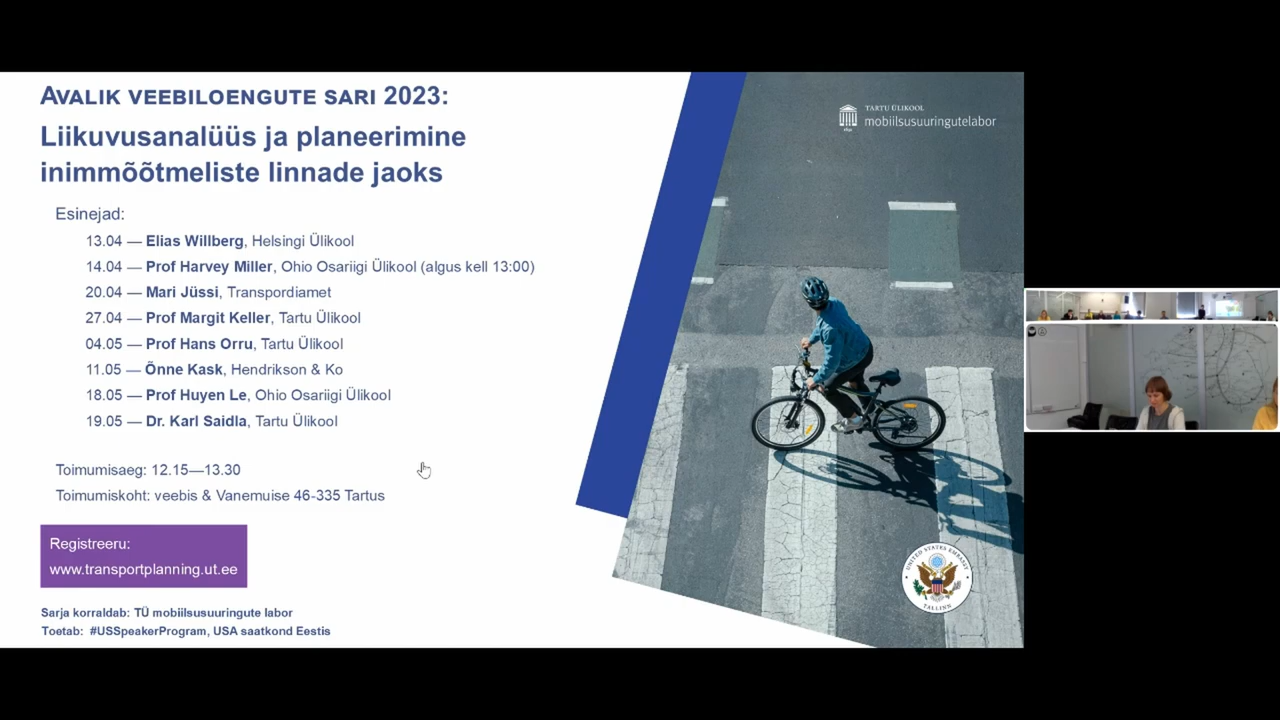 AVALIK VEEBILOENGUTE SARI 2023:
Liikuvusanalüüs ja planeerimine
inimmõõtmeliste linnade jaoks
Esinejad:
13.04 — Elias Willberg, Helsingi Ülikool
14.04 — Prof Harvey Miller, Ohio Osariigi Ülikool (algus kell 13:00)
20.04 — Mari Jüssi, Transpordiamet
27.04 — Prof Margit Keller, Tartu Ülikool
04.05 — Prof Hans Orru, Tartu Ülikool
11.05 — Õnne Kask, Hendrikson & Ko
18.05 — Prof Huyen Le, Ohio Osariigi Ülikool
19.05 — Dr. Karl Saidla, Tartu Ülikool
Toimumisaeg: 12.15—13.30
Toimumiskoht: veebis & Vanemuise 46-335 Tartus
Registreeru:
www.transportplanning.ut.ee
Sarja korraldab: TÜ mobiilsusuuringute labor
Toetab: #USSpeakerProgram, USA saatkond Eestis
TARTU ÜLIKOOL
mobiilsusuuringutelabor
UNITED STATES EMBASSY
TALLINN